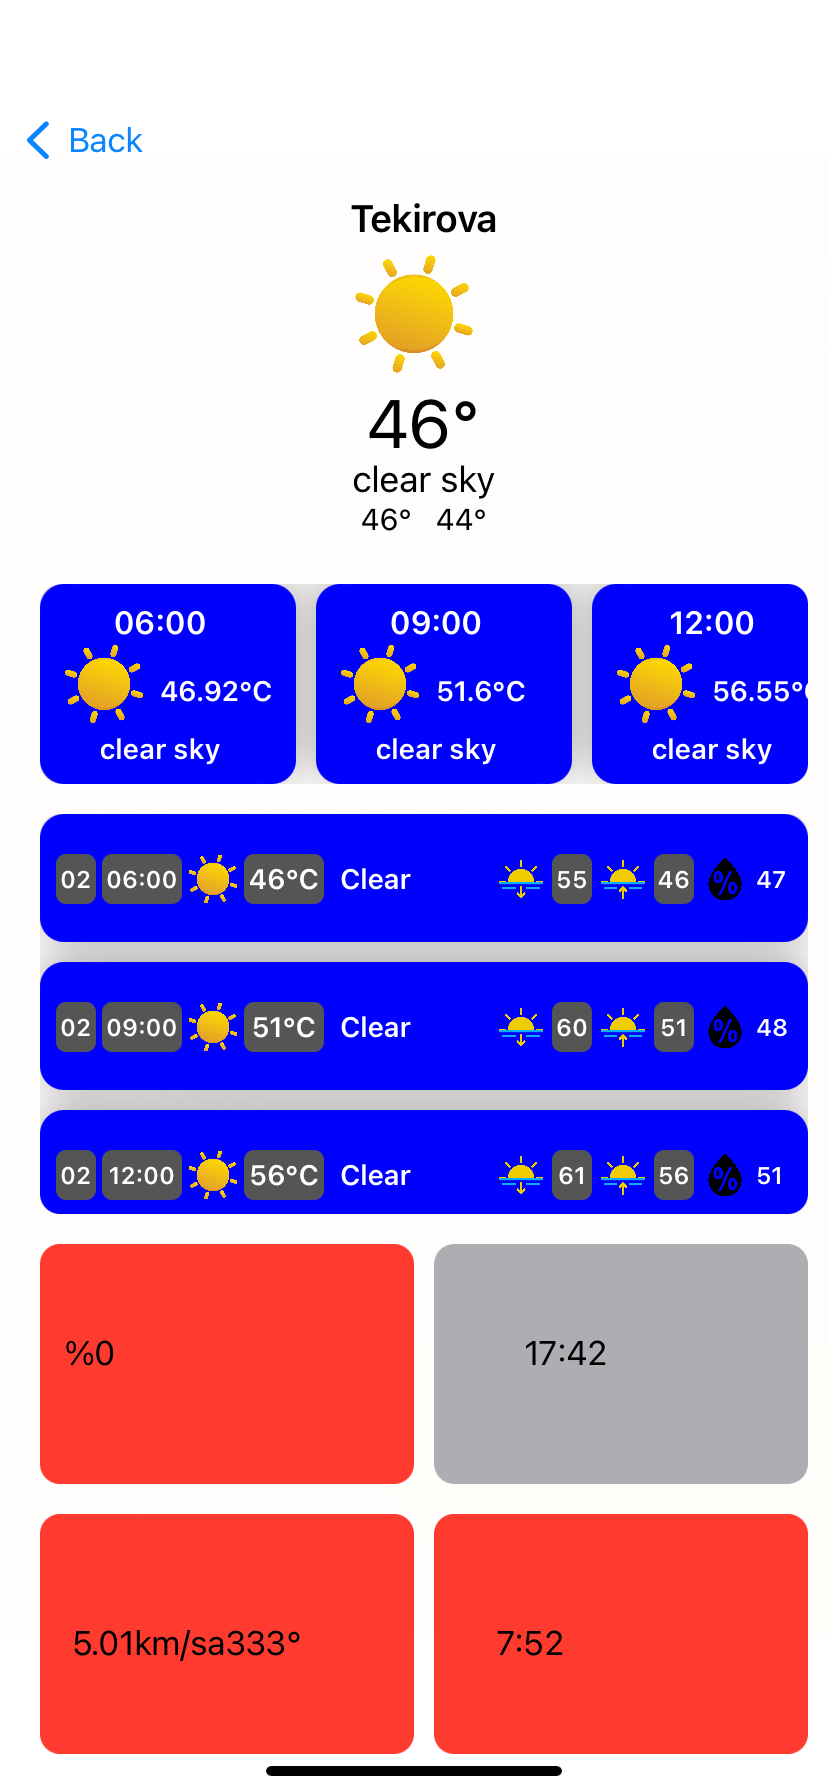 Back
Tekirova
46°
clear sky
46° 44°
06:00 09:00 12:00
46.92°C 51.6°C 56.55°C
clear sky clear sky clear sky
02 06:00 46°C Clear 55 46 % 47
02 09:00 51°C Clear 60 51 % 48
02 12:00 56°C Clear 61 56 % 51
%0 17:42
5.01km/sa333° 7:52